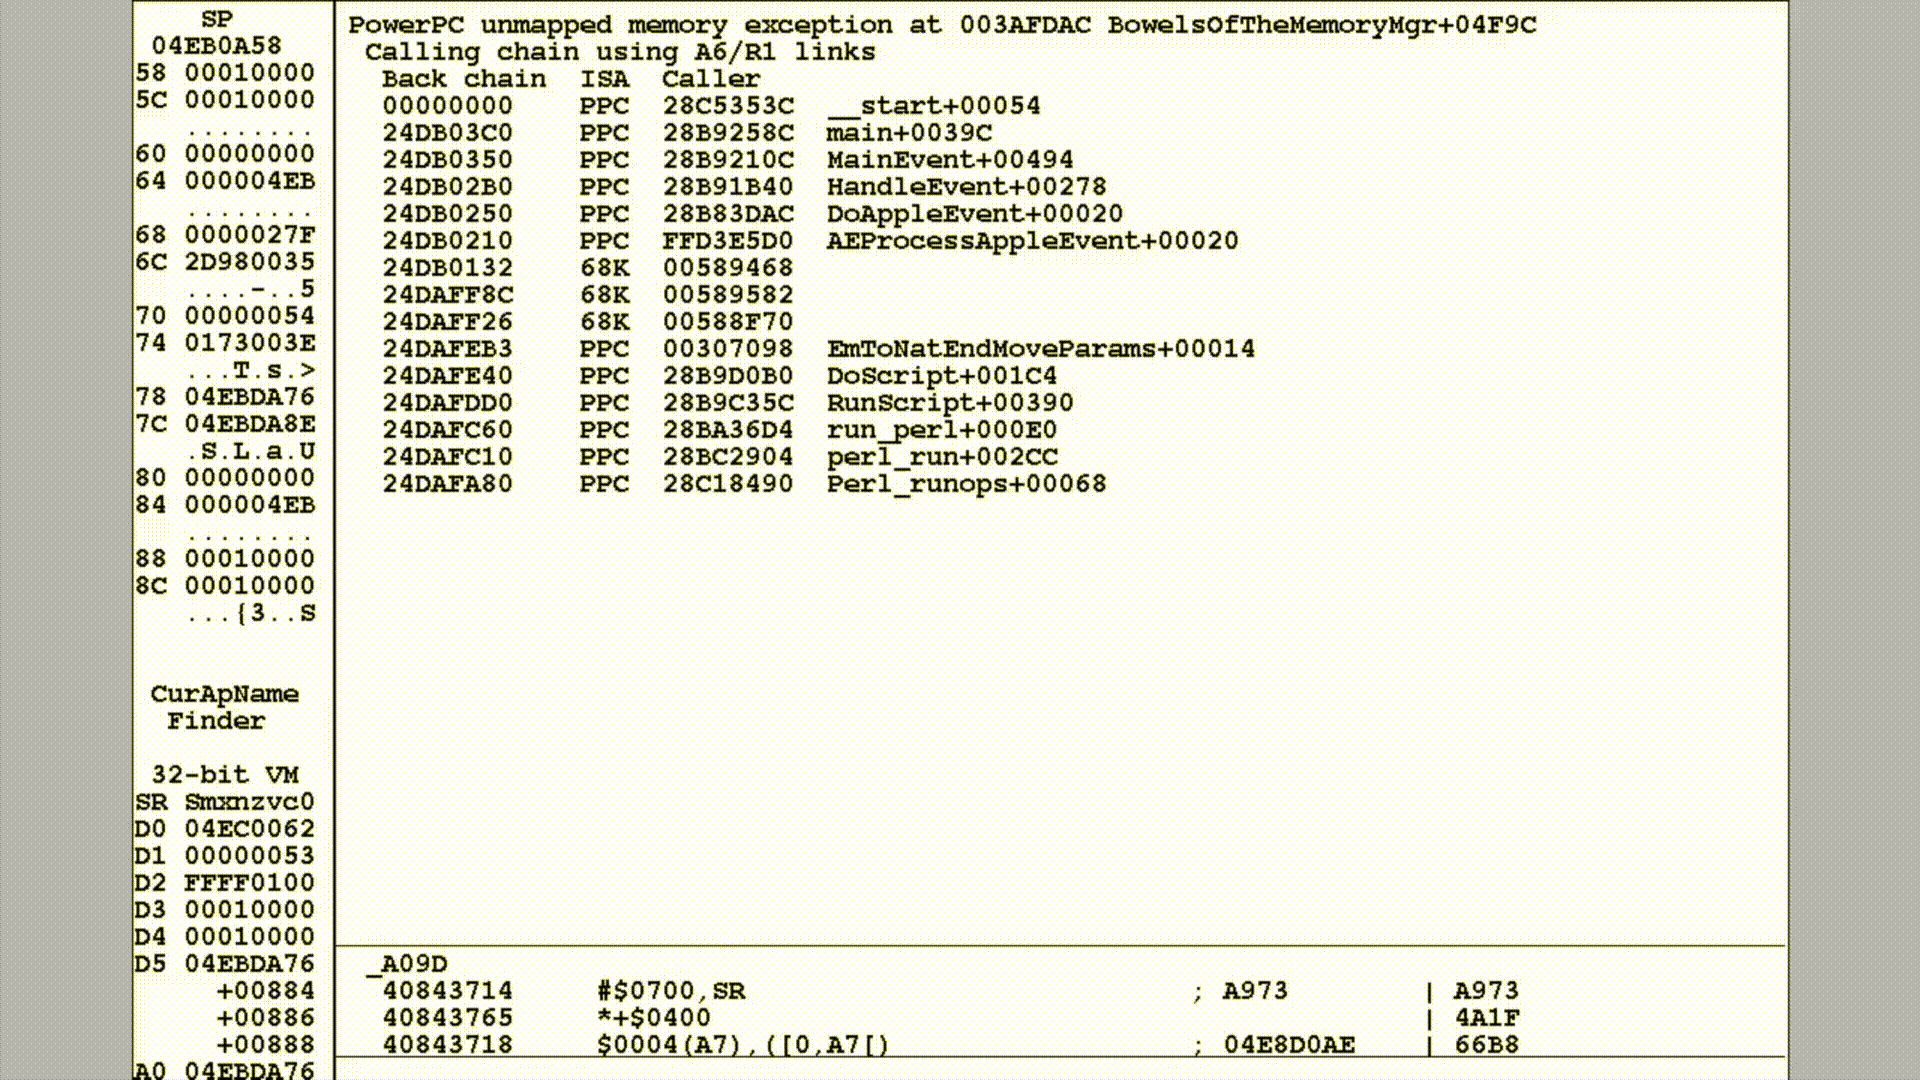 SP
04EB0A58
58 00010000
5C 00010000
........
60 00000000
64 000004EB
........
68 0000027F
6C 2D980035
....-..5
70 00000054
74 0173003E
...T.s.>
78 04EBDA76
7C 04EBDA8E
.S.L.a.U
80 00000000
84 000004EB
........
88 00010000
8C 00010000
...{3..S
CurApName
Finder
32-bit VM
SR Smxnzvc0
D0 04EC0062
D1 00000053
D2 FFFF0100
D3 00010000
D4 00010000
D5 04EBDA76
PowerPC unmapped memory exception at 003AFDAC BowelsOfTheMemoryMgr+04F9C
Calling chain using A6/R1 links
Back chain ISA Caller
00000000 PPC 28C5353C __start+00054
24DB03C0 PPC 28B9258C main+0039C
24DB0350 PPC 28B9210C MainEvent+00494
24DB02B0 PPC 28B91B40 HandleEvent+00278
24DB0250 PPC 28B83DAC DoAppleEvent+00020
24DB0210 PPC FFD3E5D0 AEProcessAppleEvent+00020
24DB0132 68K 00589468
24DAFF8C 68K 00589582
24DAFF26 68K 00588F70
24DAFEB3 PPC 00307098 EmToNatEndMoveParams+00014
24DAFE40 PPC 28B9D0B0 DoScript+001C4
24DAFDD0 PPC 28B9C35C RunScript+00390
24DAFC60 PPC 28BA36D4 run_perl+000E0
24DAFC10 PPC 28BC2904 perl_run+002CC
24DAFA80 PPC 28C18490 Perl_runops+00068
_A09D
+00884 40843714 #$0700,SR ; A973 | A973
+00886 40843765 *+$0400 | 4A1F
+00888 40843718 $0004(A7),([0,A7[) ; 04E8D0AE | 66B8
A0 04EBDA76